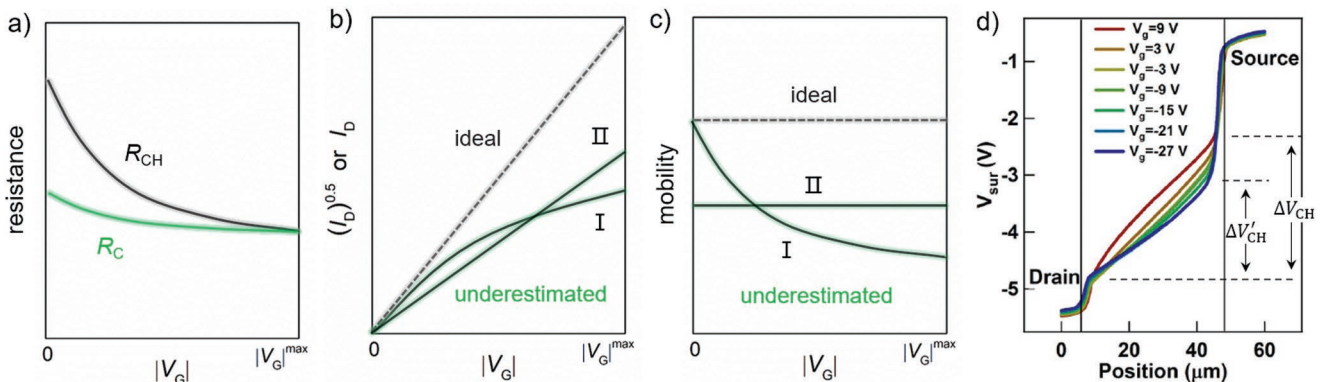 a)
resistance
R_CH
R_C
0
|V_G|
|V_G|^max
b)
(I_D)^0.5 or I_D
ideal
II
I
underestimated
0
|V_G|
|V_G|^max
c)
mobility
ideal
II
I
underestimated
0
|V_G|
|V_G|^max
d)
V_sur (V)
-1
-2
-3
-4
-5
V_g=9 V
V_g=3 V
V_g=-3 V
V_g=-9 V
V_g=-15 V
V_g=-21 V
V_g=-27 V
Source
ΔV_CH
ΔV′_CH
Drain
0 20 40 60
Position (μm)